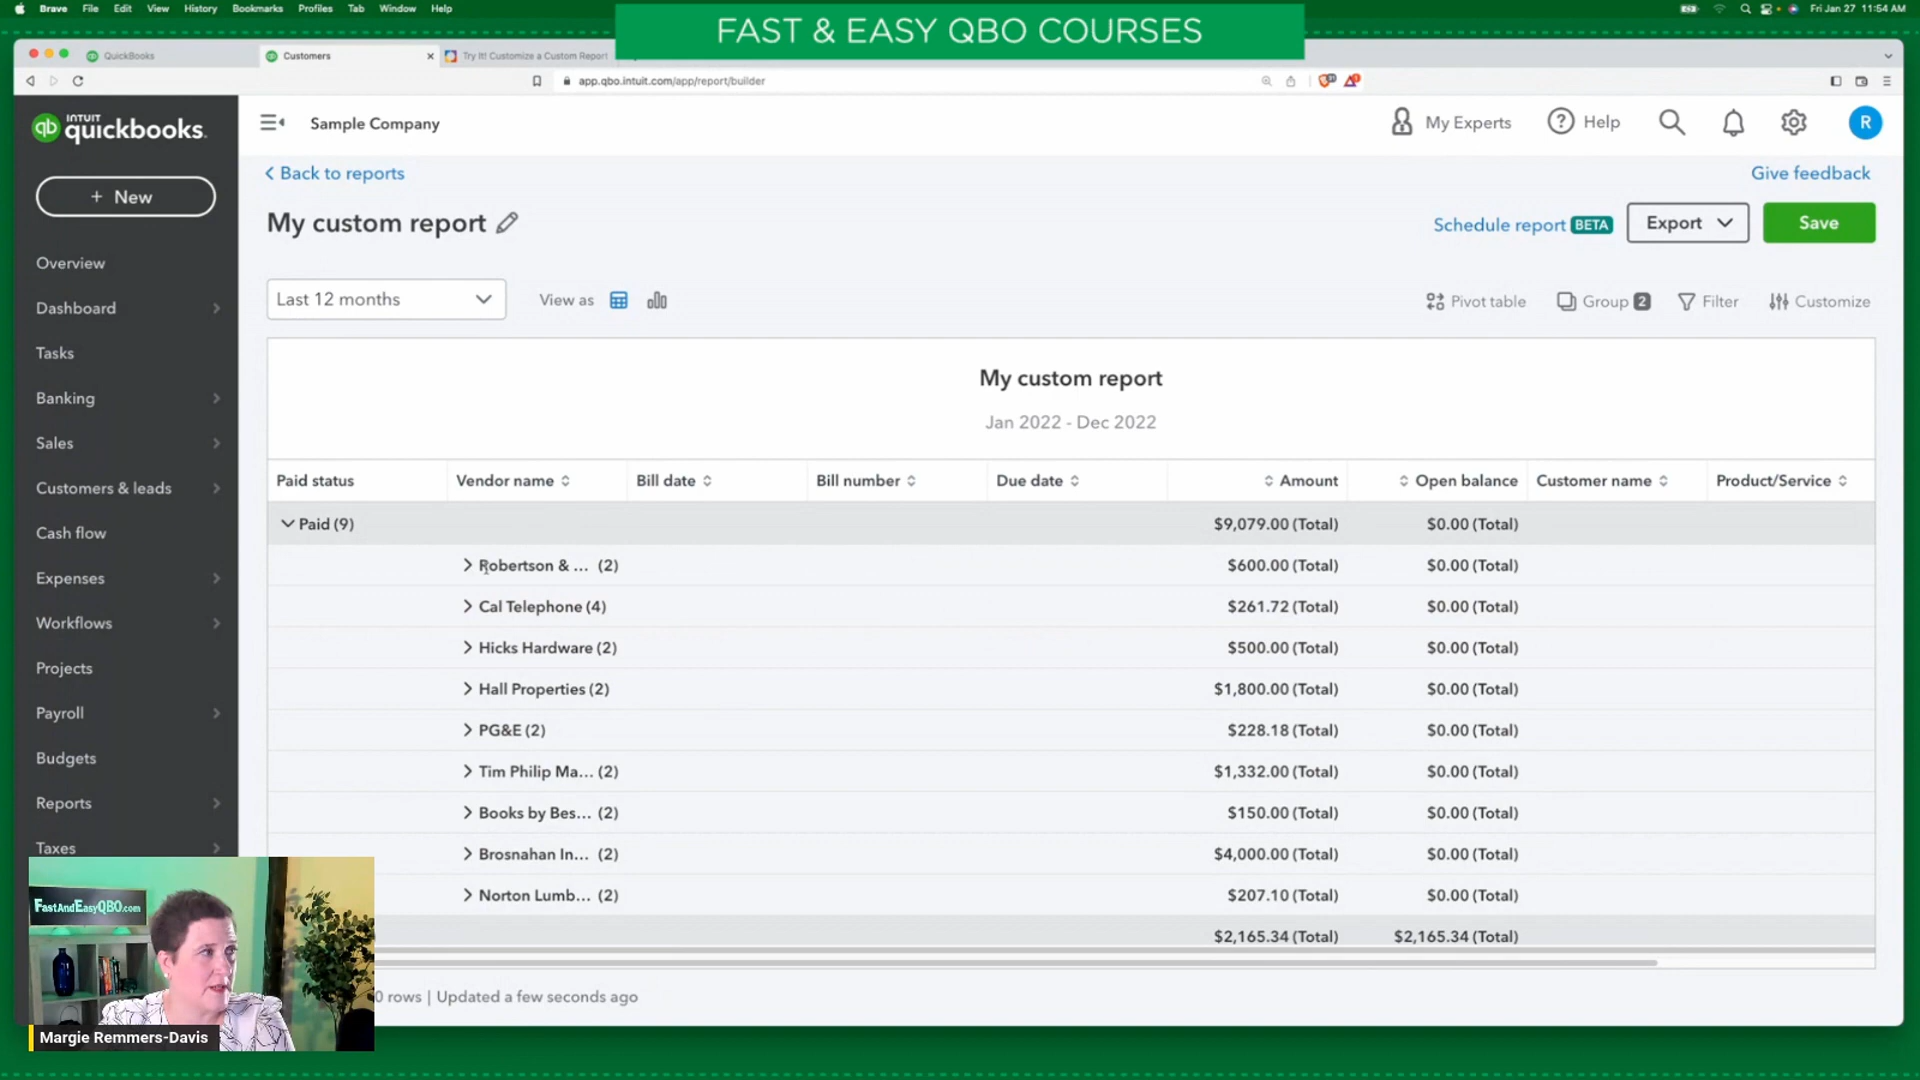 Brave File Edit View History Bookmarks Profiles Tab Window Help
Fri Jan 27 11:54 AM
FAST & EASY QBO COURSES
QuickBooks
Customers
Try It! Customize a Custom Report
app.qbo.intuit.com/app/report/builder
INTUIT
quickbooks.
Sample Company
My Experts
Help
R
+ New
Overview
Dashboard
Tasks
Banking
Sales
Customers & leads
Cash flow
Expenses
Workflows
Projects
Payroll
Budgets
Reports
Taxes
Back to reports
Give feedback
My custom report
Schedule report BETA
Export
Save
Last 12 months
View as
Pivot table
Group 2
Filter
Customize
My custom report
Jan 2022 - Dec 2022
Paid status Vendor name Bill date Bill number Due date Amount Open balance Customer name Product/Service
Paid (9) $9,079.00 (Total) $0.00 (Total)
Robertson & ... (2) $600.00 (Total) $0.00 (Total)
Cal Telephone (4) $261.72 (Total) $0.00 (Total)
Hicks Hardware (2) $500.00 (Total) $0.00 (Total)
Hall Properties (2) $1,800.00 (Total) $0.00 (Total)
PG&E (2) $228.18 (Total) $0.00 (Total)
Tim Philip Ma... (2) $1,332.00 (Total) $0.00 (Total)
Books by Bes... (2) $150.00 (Total) $0.00 (Total)
Brosnahan In... (2) $4,000.00 (Total) $0.00 (Total)
Norton Lumb... (2) $207.10 (Total) $0.00 (Total)
$2,165.34 (Total) $2,165.34 (Total)
0 rows | Updated a few seconds ago
FastAndEasyQBO.com
Margie Remmers-Davis